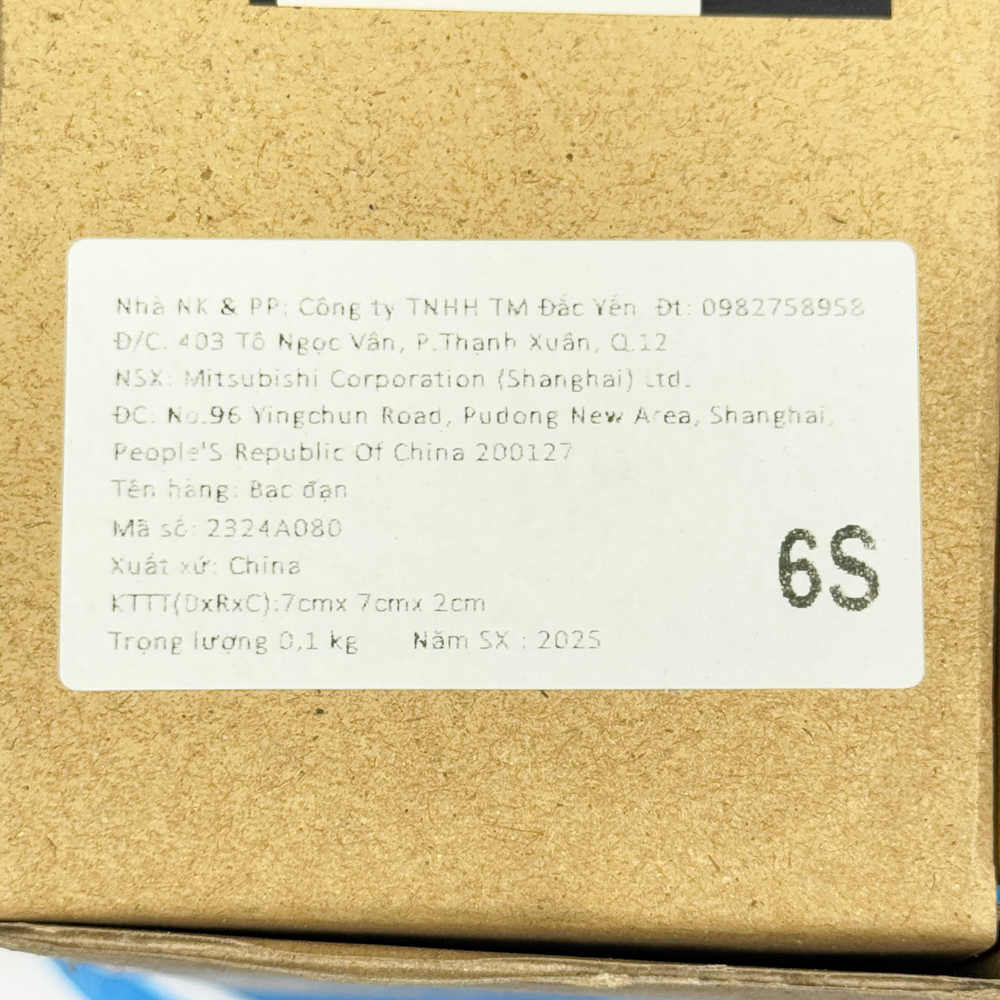 Nhà NK & PP: Công ty TNHH TM Đắc Yến Đt: 0982758958
Đ/C: 403 Tô Ngọc Vân, P.Thạnh Xuân, Q.12
NSX: Mitsubishi Corporation (Shanghai) Ltd.
ĐC: No.96 Yingchun Road, Pudong New Area, Shanghai,
People'S Republic Of China 200127
Tên hàng: Bac đạn
Mã số: 2324A080
Xuất xứ: China
KTTT(DxRxC):7cmx 7cmx 2cm
Trọng lượng 0,1 kg Năm SX : 2025
6S